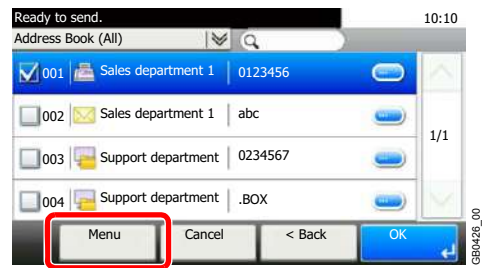 Ready to send. 10:10
Address Book (All)
001 Sales department 1 0123456
002 Sales department 1 abc
1/1
003 Support department 0234567
004 Support department .BOX
Menu Cancel < Back OK
GB0426_00